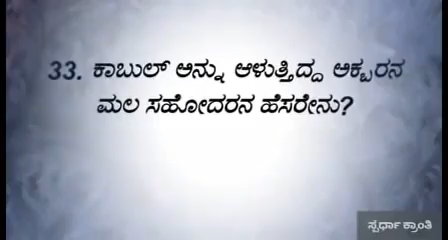 33. ಕಾಬುಲ್ ಅನ್ನು ಆಳುತ್ತಿದ್ದ ಅಕ್ಬರನ
ಮಲ ಸಹೋದರನ ಹೆಸರೇನು?
ಸ್ಪರ್ಧಾ ಕ್ರಾಂತಿ